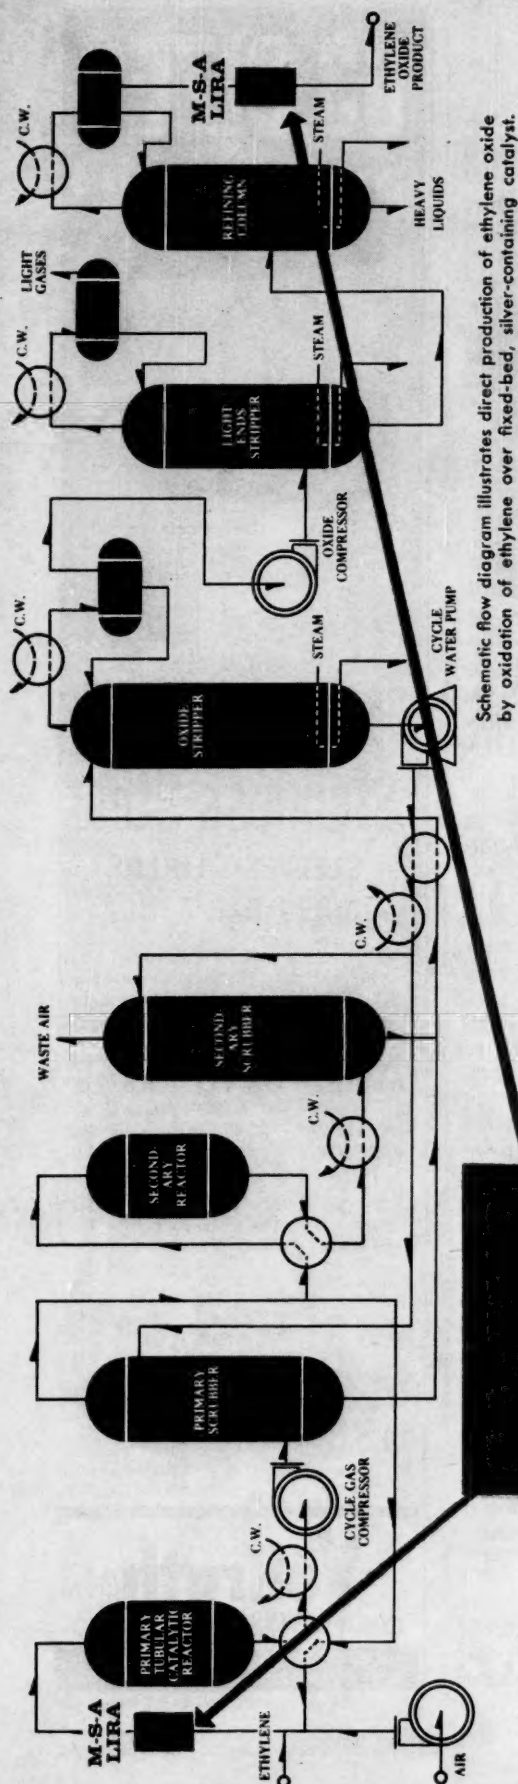 M-S-A
LIRA
PRIMARY
TUBULAR
CATALYTIC
REACTOR
ETHYLENE
AIR
C.W.
CYCLE GAS
COMPRESSOR
PRIMARY
SCRUBBER
SECOND-
ARY
REACTOR
C.W.
WASTE AIR
SECOND-
ARY
SCRUBBER
C.W.
CYCLE
WATER PUMP
C.W.
OXIDE
STRIPPER
STEAM
OXIDE
COMPRESSOR
C.W.
LIGHT
GASES
LIGHT
ENDS
STRIPPER
STEAM
C.W.
REFINING
COLUMN
STEAM
HEAVY
LIQUIDS
M-S-A
LIRA
ETHYLENE
OXIDE
PRODUCT
Schematic flow diagram illustrates direct production of ethylene oxide
by oxidation of ethylene over fixed-bed, silver-containing catalyst.